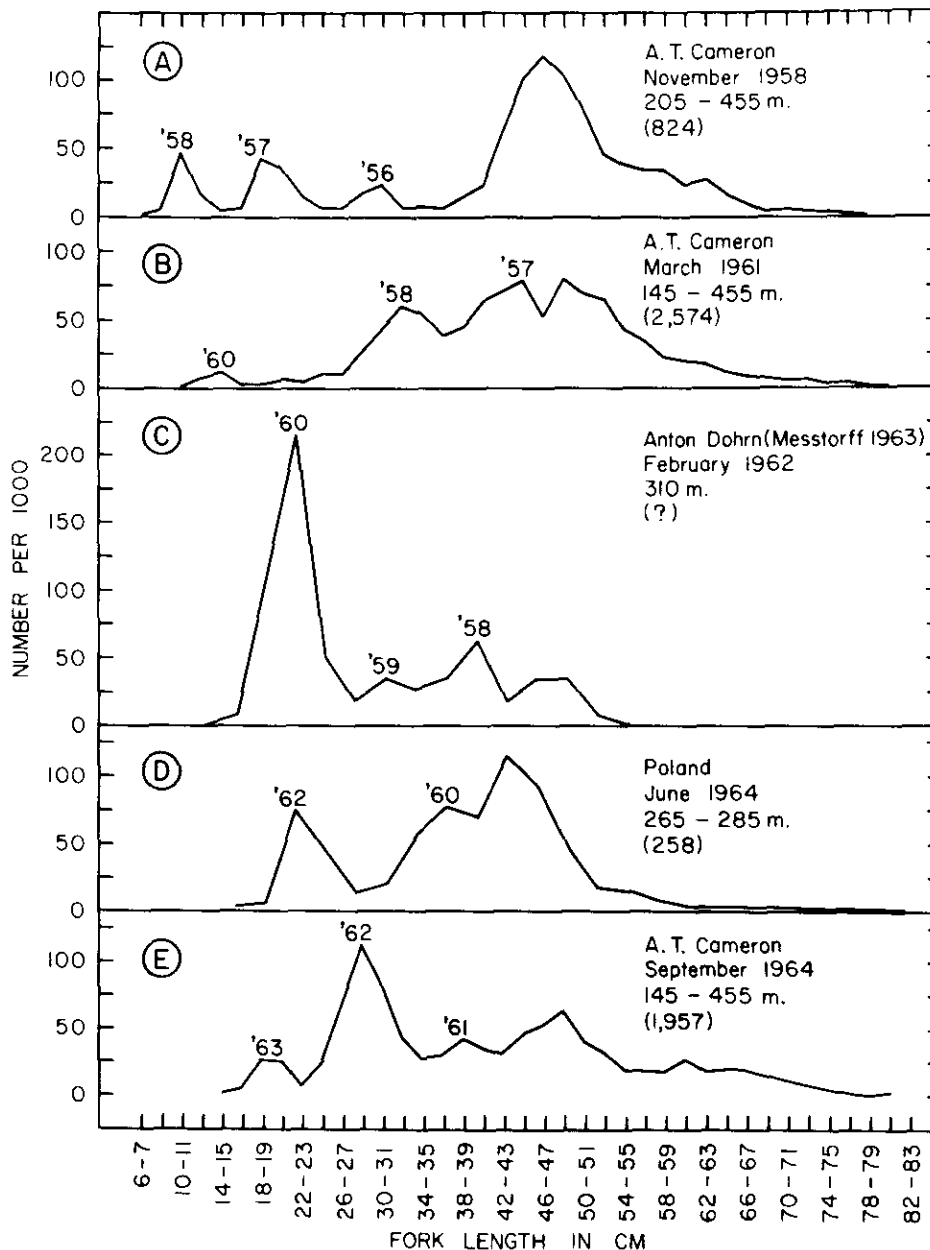 A
A. T. Cameron
November 1958
205 - 455 m.
(824)
'58
'57
'56
100
50
0
B
A. T. Cameron
March 1961
145 - 455 m.
(2,574)
'60
'58
'57
100
50
0
C
Anton Dohrn (Messtorff 1963)
February 1962
310 m.
(?)
'60
'59
'58
200
150
100
50
0
D
Poland
June 1964
265 - 285 m.
(258)
'62
'60
100
50
0
E
A. T. Cameron
September 1964
145 - 455 m.
(1,957)
'63
'62
'61
100
50
0
NUMBER PER 1000
6-7
10-11
14-15
18-19
22-23
26-27
30-31
34-35
38-39
42-43
46-47
50-51
54-55
58-59
62-63
66-67
70-71
74-75
78-79
82-83
FORK LENGTH IN CM